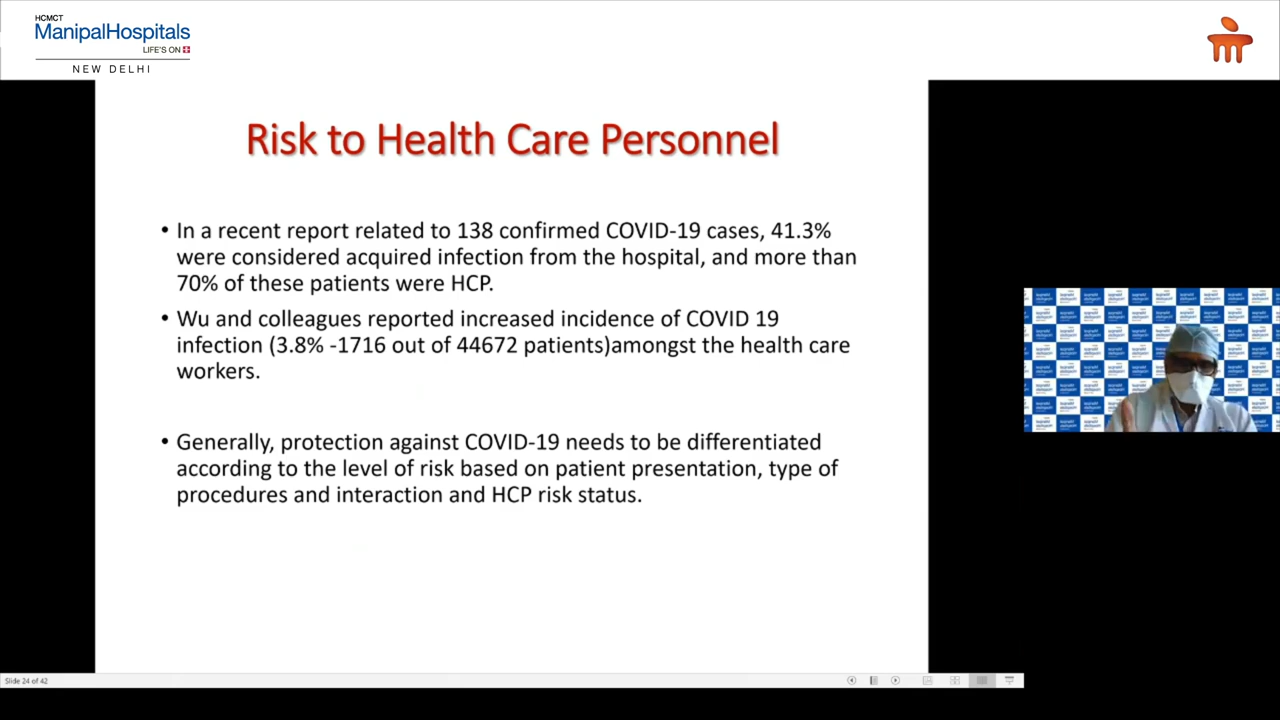 HCMCT
ManipalHospitals
LIFE'S ON
NEW DELHI
Risk to Health Care Personnel
• In a recent report related to 138 confirmed COVID-19 cases, 41.3%
were considered acquired infection from the hospital, and more than
70% of these patients were HCP.
• Wu and colleagues reported increased incidence of COVID 19
infection (3.8% -1716 out of 44672 patients)amongst the health care
workers.
• Generally, protection against COVID-19 needs to be differentiated
according to the level of risk based on patient presentation, type of
procedures and interaction and HCP risk status.
Slide 24 of 42